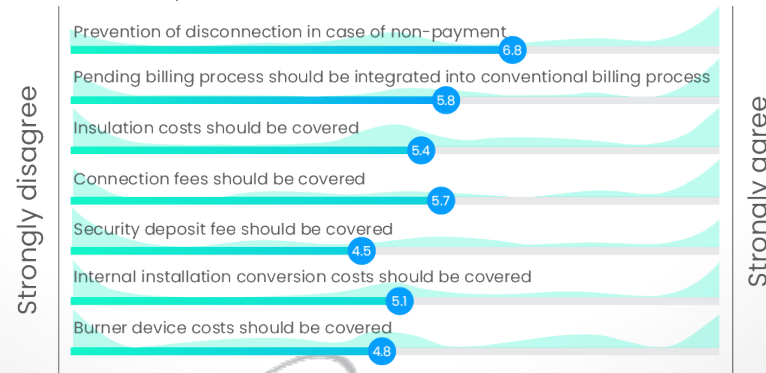 Prevention of disconnection in case of non-payment
6.8
Pending billing process should be integrated into conventional billing process
5.8
Insulation costs should be covered
5.4
Connection fees should be covered
5.7
Security deposit fee should be covered
4.5
Internal installation conversion costs should be covered
5.1
Burner device costs should be covered
4.8
Strongly disagree
Strongly agree